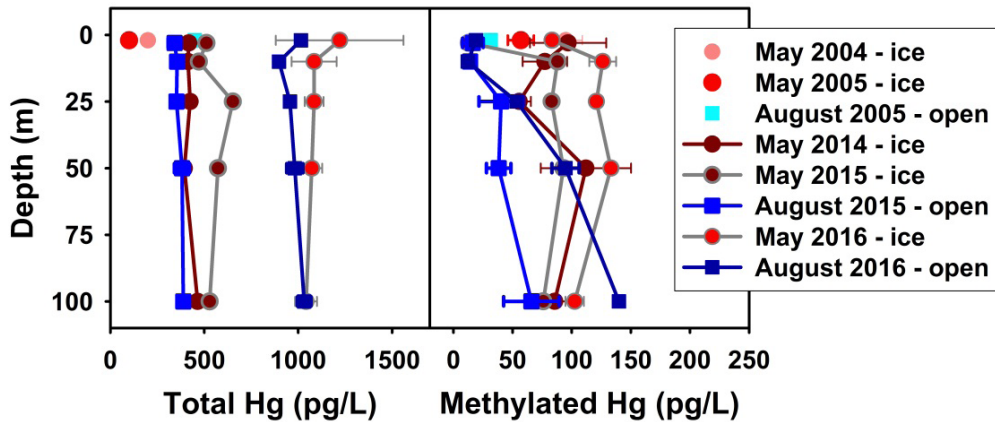 0
25
50
75
100
Depth (m)
0 500 1000 1500
Total Hg (pg/L)
0 50 100 150 200 250
Methylated Hg (pg/L)
May 2004 - ice
May 2005 - ice
August 2005 - open
May 2014 - ice
May 2015 - ice
August 2015 - open
May 2016 - ice
August 2016 - open